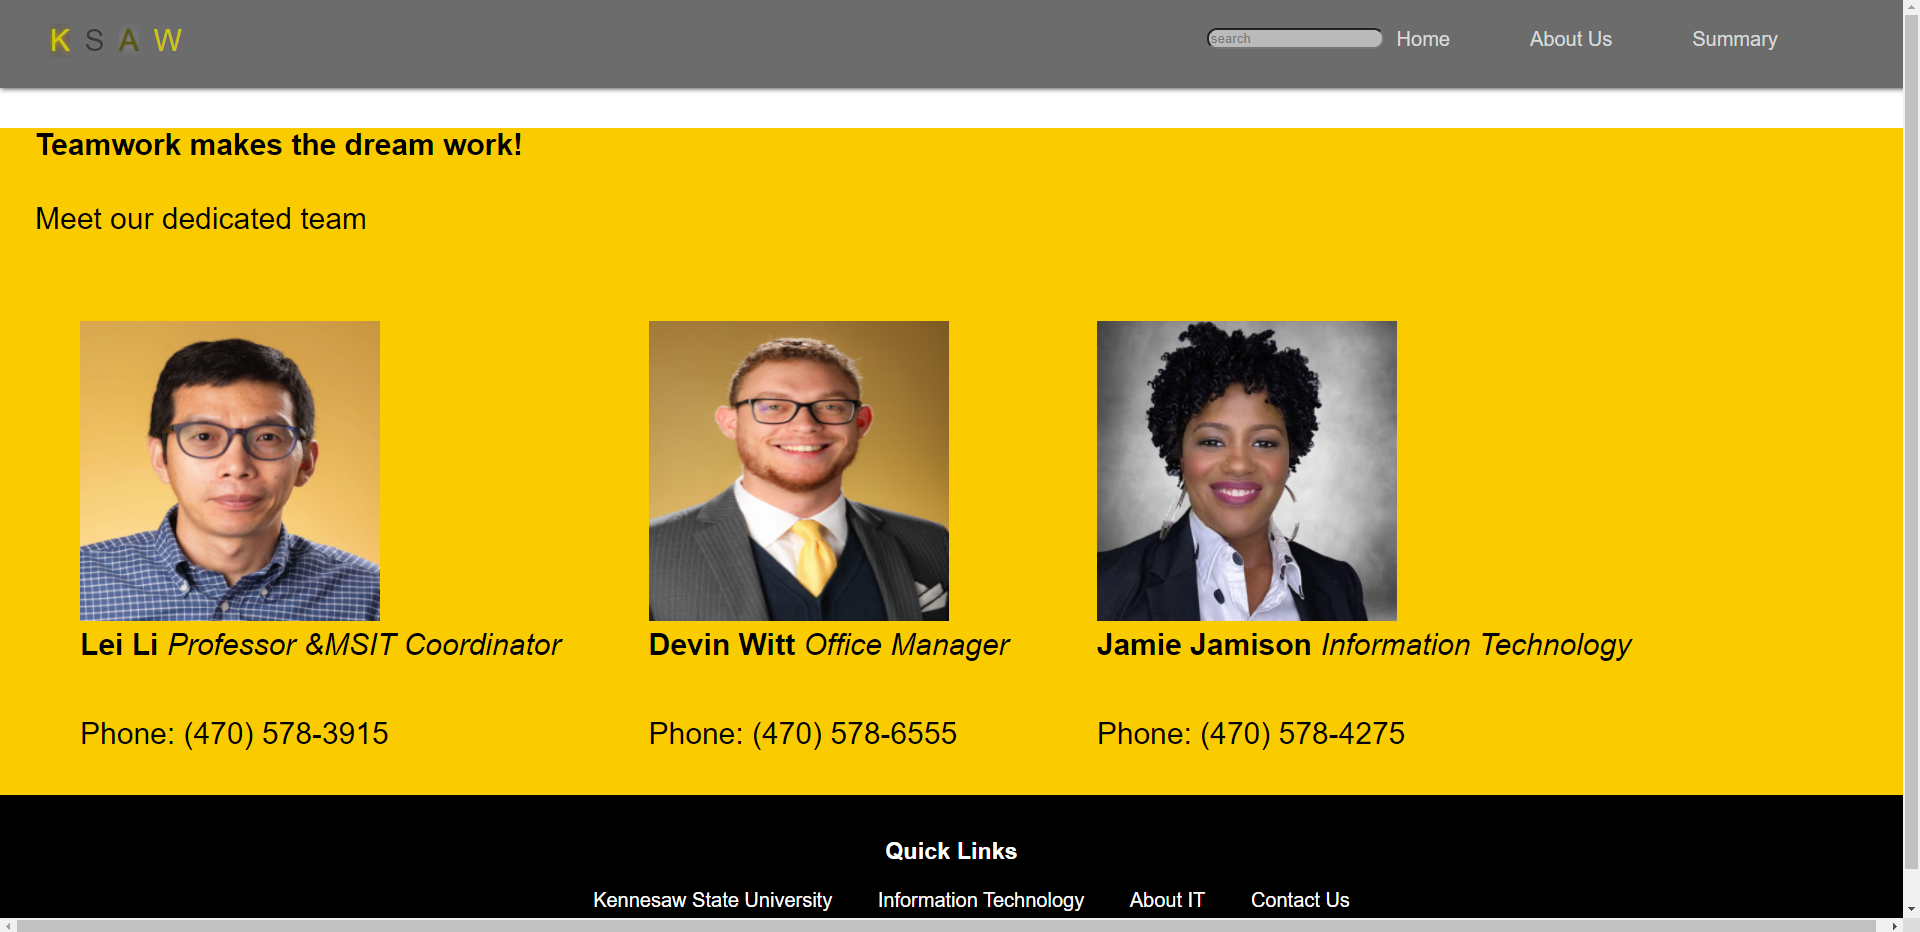 K S A W
search Home About Us Summary
Teamwork makes the dream work!
Meet our dedicated team
Lei Li Professor &MSIT Coordinator
Phone: (470) 578-3915
Devin Witt Office Manager
Phone: (470) 578-6555
Jamie Jamison Information Technology
Phone: (470) 578-4275
Quick Links
Kennesaw State University Information Technology About IT Contact Us